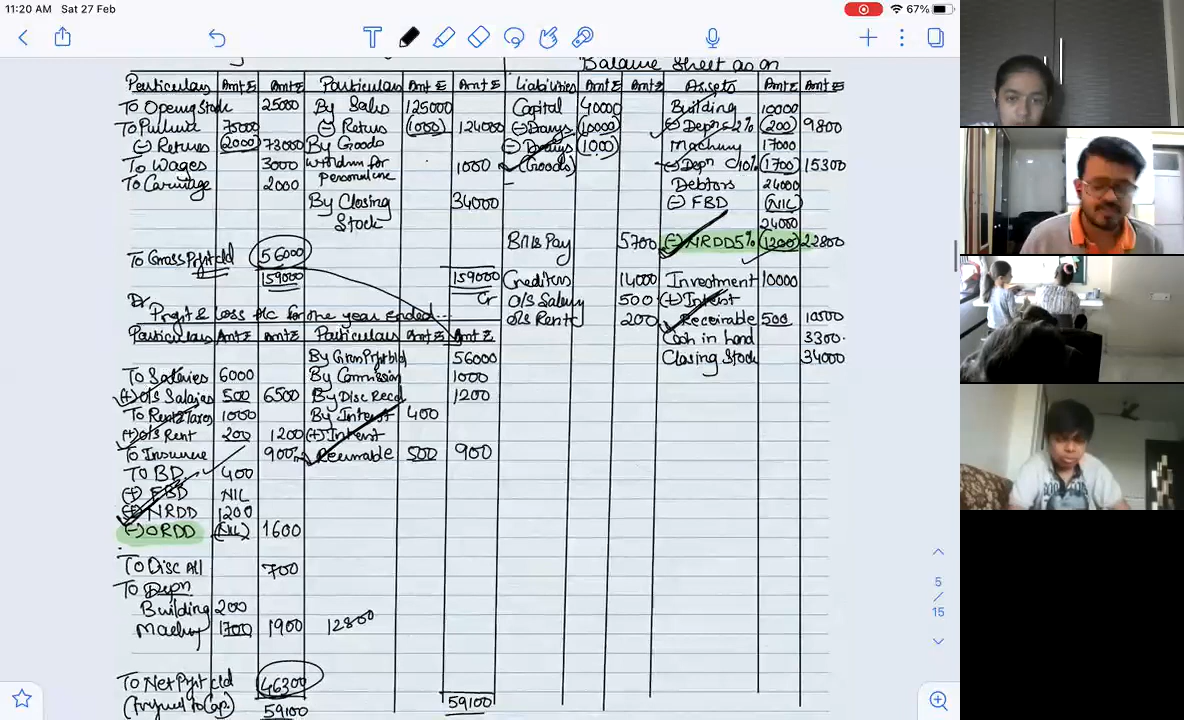 11:20 AM Sat 27 Feb
67%
T
Balance Sheet as on
Particulars Amt ₹ Amt ₹ Particulars Amt ₹ Amt ₹ Liabilities Amt ₹ Amt ₹ Assets Amt ₹ Amt ₹
To Opening Stock 25000 By Sales 125000 Capital 40000 Building 10000
To Purchase 75000 (-) Returns (1000) 124000 (-) Drawgs (10000) (-) Depn 2% (200) 9800
(-) Returns (2000) 73000 By Goods (-) Drawgs (1000) Machinery 17000
To Wages 3000 withdrawn for 1000 (Goods) (-) Depn 10% (1700) 15300
To Carriage 2000 personal use Debtors 24000
By Closing 34000 (-) FBD (NIL)
Stock 24000
Bills Pay 5700 (-) NRDD 5% (1200) 22800
To Gross Profit c/d 56000
159000 159000 Creditors 14000 Investment 10000
Dr Cr O/S Salary 500 (+) Interest
Profit & Loss A/c for the year ended... O/S Rent 200 Receivable 500 10500
Particulars Amt ₹ Amt ₹ Particulars Amt ₹ Amt ₹ Cash in hand 3300
By Gross Profit b/d 56000 Closing Stock 34000
To Salaries 6000 By Commission 1000
(+) O/S Salaries 500 6500 By Disc Recd 1200
To Rent & Taxes 1000 By Interest 400
(+) O/S Rent 200 1200 (+) Interest
To Insurance 900 Receivable 500 900
To BD 400
(+) FBD NIL
(+) NRDD 1200
(-) ORDD (NIL) 1600
To Disc All 700
To Depn
Building 200
Machry 1700 1900 12800
To Net Profit c/d 46300
(Trfrred to Cap.) 59100 59100
5
/
15